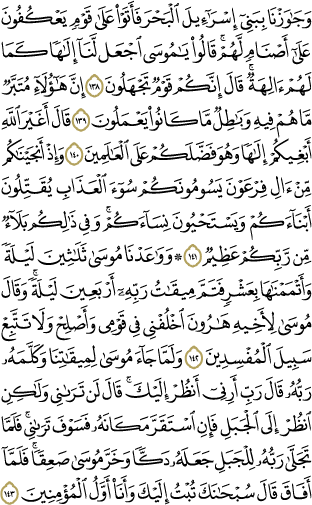 وَجَٰوَزْنَا بِبَنِىٓ إِسْرَٰٓءِيلَ ٱلْبَحْرَ فَأَتَوْا۟ عَلَىٰ قَوْمٍ يَعْكُفُونَ
عَلَىٰٓ أَصْنَامٍ لَّهُمْ ۚ قَالُوا۟ يَٰمُوسَى ٱجْعَل لَّنَآ إِلَٰهًا كَمَا
لَهُمْ ءَالِهَةٌ ۚ قَالَ إِنَّكُمْ قَوْمٌ تَجْهَلُونَ ١٣٨ إِنَّ هَٰٓؤُلَآءِ مُتَبَّرٌ
مَّا هُمْ فِيهِ وَبَٰطِلٌ مَّا كَانُوا۟ يَعْمَلُونَ ١٣٩ قَالَ أَغَيْرَ ٱللَّهِ
أَبْغِيكُمْ إِلَٰهًا وَهُوَ فَضَّلَكُمْ عَلَى ٱلْعَٰلَمِينَ ١٤٠ وَإِذْ أَنجَيْنَٰكُم
مِّنْ ءَالِ فِرْعَوْنَ يَسُومُونَكُمْ سُوٓءَ ٱلْعَذَابِ يُقَتِّلُونَ
أَبْنَآءَكُمْ وَيَسْتَحْيُونَ نِسَآءَكُمْ ۚ وَفِى ذَٰلِكُم بَلَآءٌ
مِّن رَّبِّكُمْ عَظِيمٌ ١٤١ ۞ وَوَٰعَدْنَا مُوسَىٰ ثَلَٰثِينَ لَيْلَةً
وَأَتْمَمْنَٰهَا بِعَشْرٍ فَتَمَّ مِيقَٰتُ رَبِّهِۦٓ أَرْبَعِينَ لَيْلَةً ۚ وَقَالَ
مُوسَىٰ لِأَخِيهِ هَٰرُونَ ٱخْلُفْنِى فِى قَوْمِى وَأَصْلِحْ وَلَا تَتَّبِعْ
سَبِيلَ ٱلْمُفْسِدِينَ ١٤٢ وَلَمَّا جَآءَ مُوسَىٰ لِمِيقَٰتِنَا وَكَلَّمَهُۥ
رَبُّهُۥ قَالَ رَبِّ أَرِنِىٓ أَنظُرْ إِلَيْكَ ۚ قَالَ لَن تَرَىٰنِى وَلَٰكِنِ
ٱنظُرْ إِلَى ٱلْجَبَلِ فَإِنِ ٱسْتَقَرَّ مَكَانَهُۥ فَسَوْفَ تَرَىٰنِى ۚ فَلَمَّا
تَجَلَّىٰ رَبُّهُۥ لِلْجَبَلِ جَعَلَهُۥ دَكًّا وَخَرَّ مُوسَىٰ صَعِقًا ۚ فَلَمَّآ
أَفَاقَ قَالَ سُبْحَٰنَكَ تُبْتُ إِلَيْكَ وَأَنَا۠ أَوَّلُ ٱلْمُؤْمِنِينَ ١٤٣